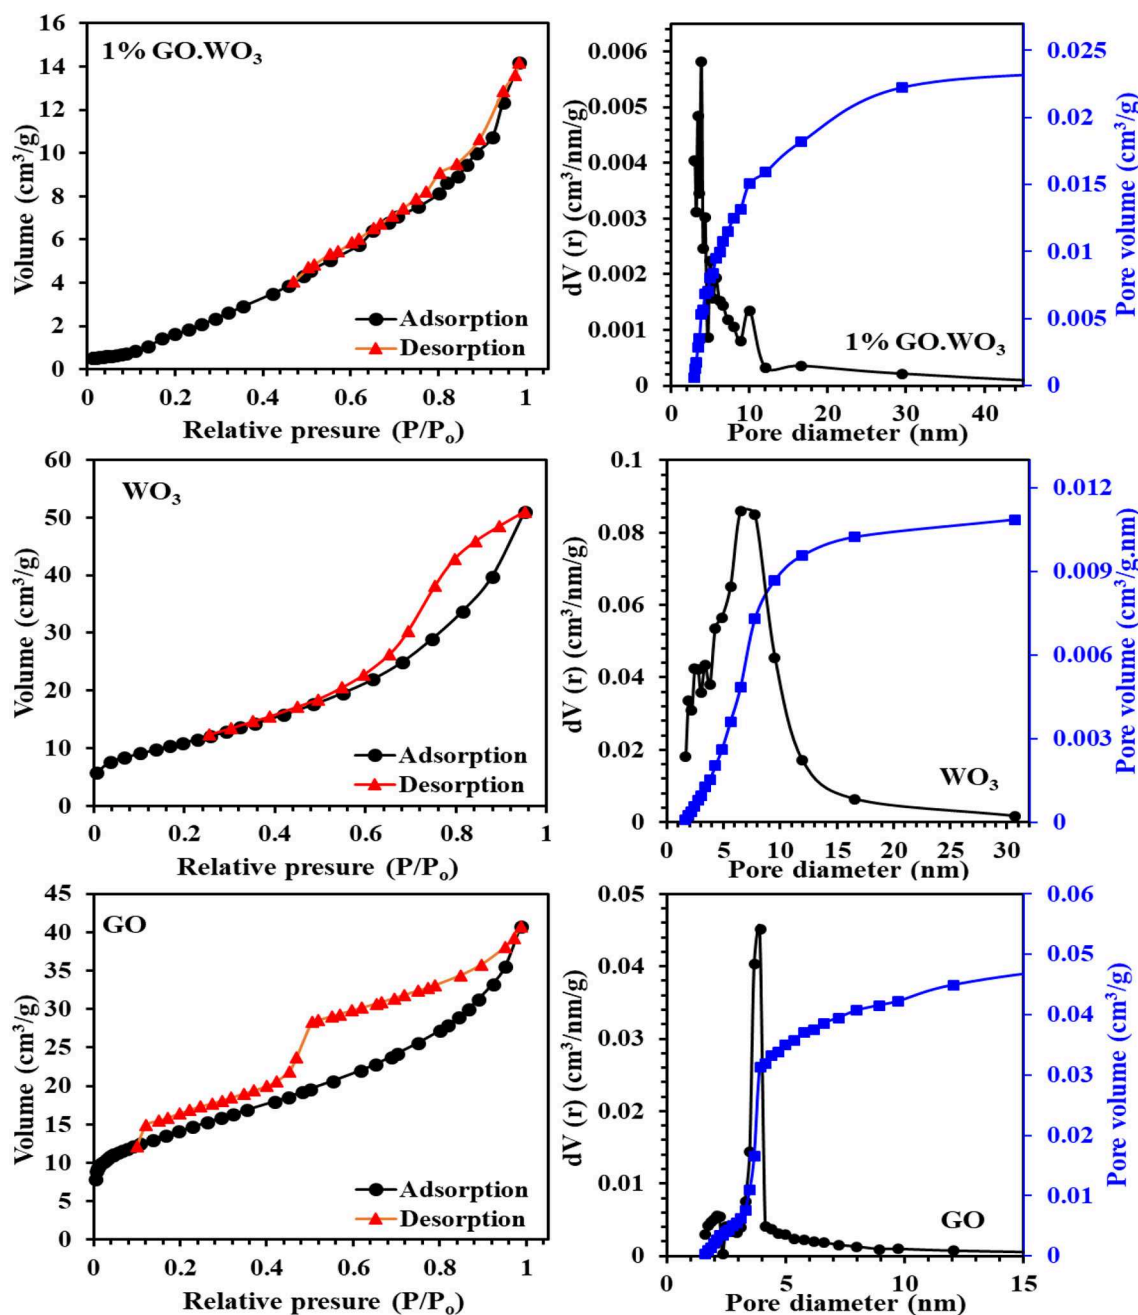 1% GO.WO₃
Volume (cm³/g)
16
14
12
10
8
6
4
2
0
Adsorption
Desorption
0 0.2 0.4 0.6 0.8 1
Relative presure (P/Pₒ)
dV (r) (cm³/nm/g)
0.006
0.005
0.004
0.003
0.002
0.001
0
1% GO.WO₃
0 10 20 30 40
Pore diameter (nm)
0.025
0.02
0.015
0.01
0.005
0
Pore volume (cm³/g)
WO₃
Volume (cm³/g)
60
50
40
30
20
10
0
Adsorption
Desorption
0 0.2 0.4 0.6 0.8 1
Relative presure (P/Pₒ)
dV (r) (cm³/nm/g)
0.1
0.08
0.06
0.04
0.02
0
WO₃
0 5 10 15 20 25 30
Pore diameter (nm)
0.012
0.009
0.006
0.003
0
Pore volume (cm³/g.nm)
GO
Volume (cm³/g)
45
40
35
30
25
20
15
10
5
0
Adsorption
Desorption
0 0.2 0.4 0.6 0.8 1
Relative presure (P/Pₒ)
dV (r) (cm³/nm/g)
0.05
0.04
0.03
0.02
0.01
0
GO
0 5 10 15
Pore diameter (nm)
0.06
0.05
0.04
0.03
0.02
0.01
0
Pore volume (cm³/g)